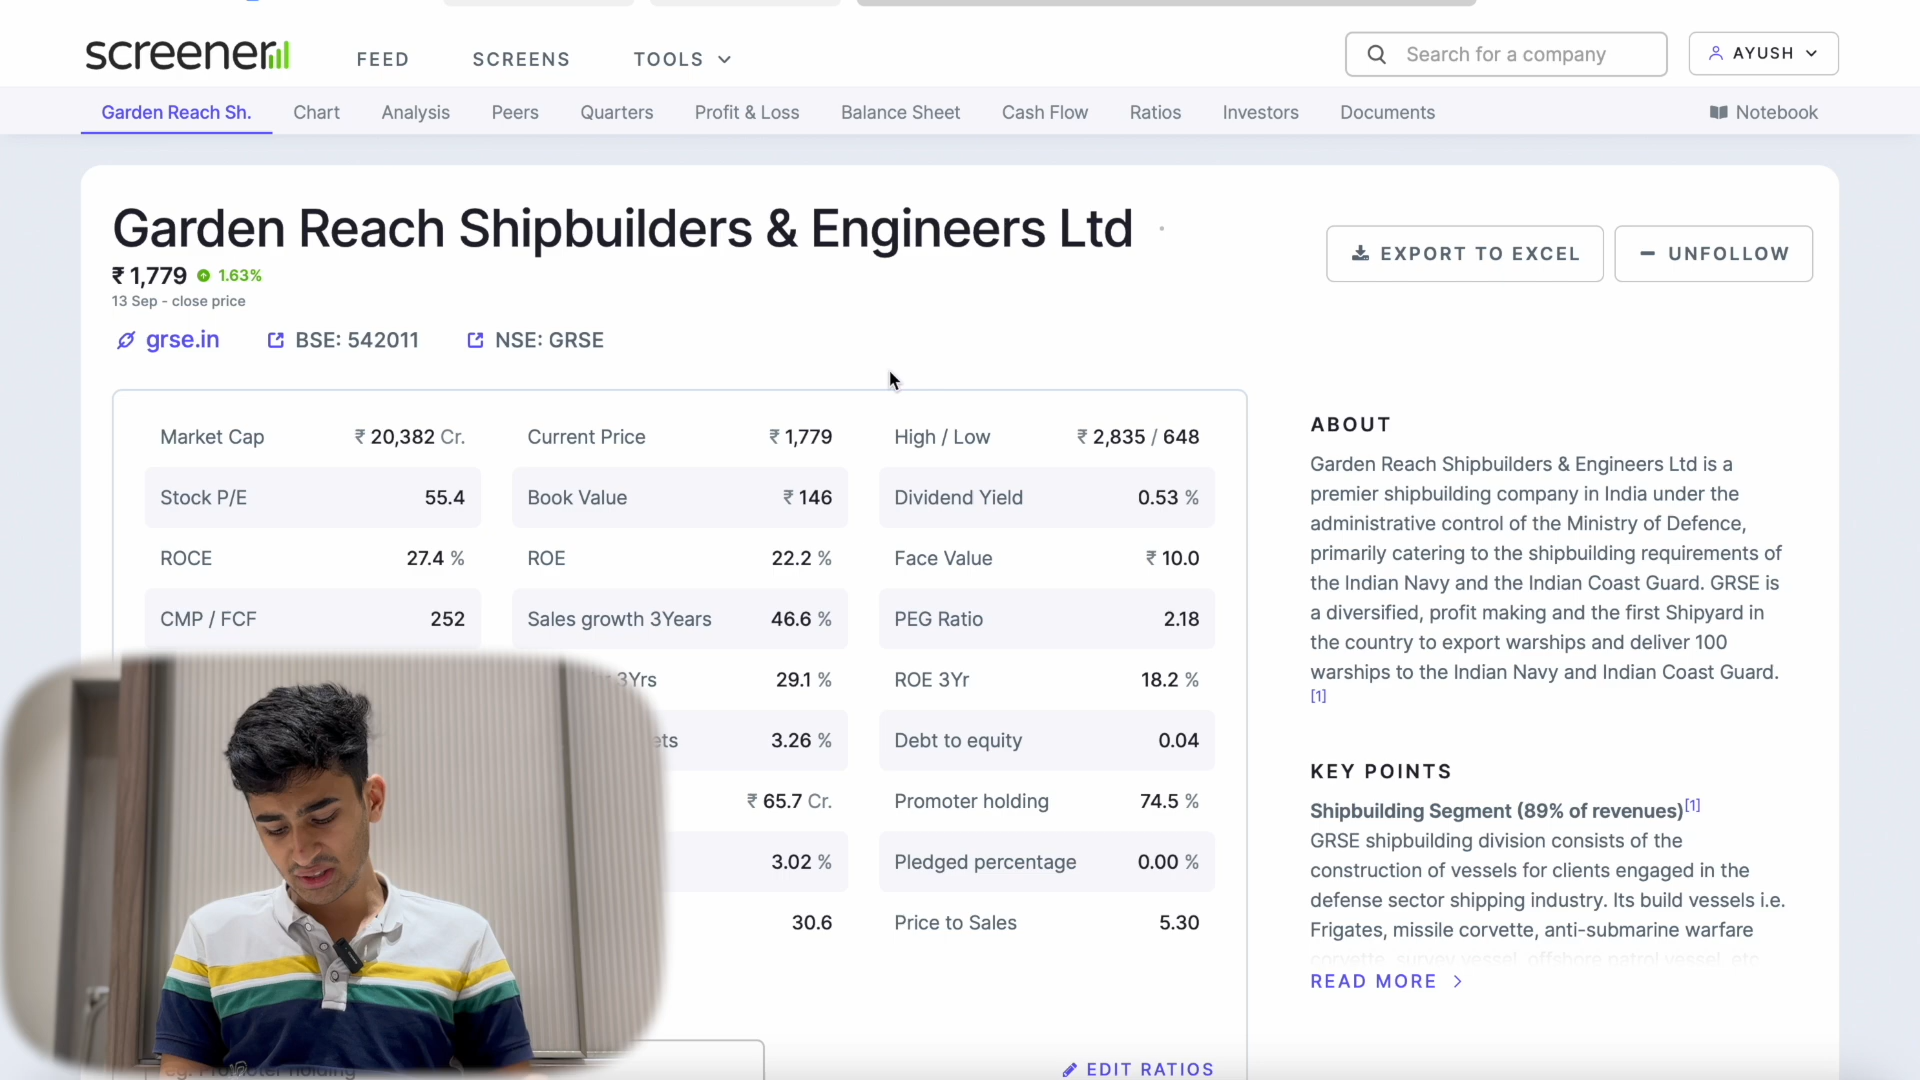 screener
FEED
SCREENS
TOOLS
Search for a company
AYUSH
Garden Reach Sh.
Chart
Analysis
Peers
Quarters
Profit & Loss
Balance Sheet
Cash Flow
Ratios
Investors
Documents
Notebook
Garden Reach Shipbuilders & Engineers Ltd
₹ 1,779 1.63%
13 Sep - close price
EXPORT TO EXCEL
UNFOLLOW
grse.in
BSE: 542011
NSE: GRSE
Market Cap ₹ 20,382 Cr.
Current Price ₹ 1,779
High / Low ₹ 2,835 / 648
Stock P/E 55.4
Book Value ₹ 146
Dividend Yield 0.53 %
ROCE 27.4 %
ROE 22.2 %
Face Value ₹ 10.0
CMP / FCF 252
Sales growth 3Years 46.6 %
PEG Ratio 2.18
3Yrs 29.1 %
ROE 3Yr 18.2 %
ets 3.26 %
Debt to equity 0.04
₹ 65.7 Cr.
Promoter holding 74.5 %
3.02 %
Pledged percentage 0.00 %
30.6
Price to Sales 5.30
eg. Promoter holding
EDIT RATIOS
ABOUT
Garden Reach Shipbuilders & Engineers Ltd is a
premier shipbuilding company in India under the
administrative control of the Ministry of Defence,
primarily catering to the shipbuilding requirements of
the Indian Navy and the Indian Coast Guard. GRSE is
a diversified, profit making and the first Shipyard in
the country to export warships and deliver 100
warships to the Indian Navy and Indian Coast Guard.
[1]
KEY POINTS
Shipbuilding Segment (89% of revenues)[1]
GRSE shipbuilding division consists of the
construction of vessels for clients engaged in the
defense sector shipping industry. Its build vessels i.e.
Frigates, missile corvette, anti-submarine warfare
corvette, survey vessel, offshore patrol vessel, etc
READ MORE